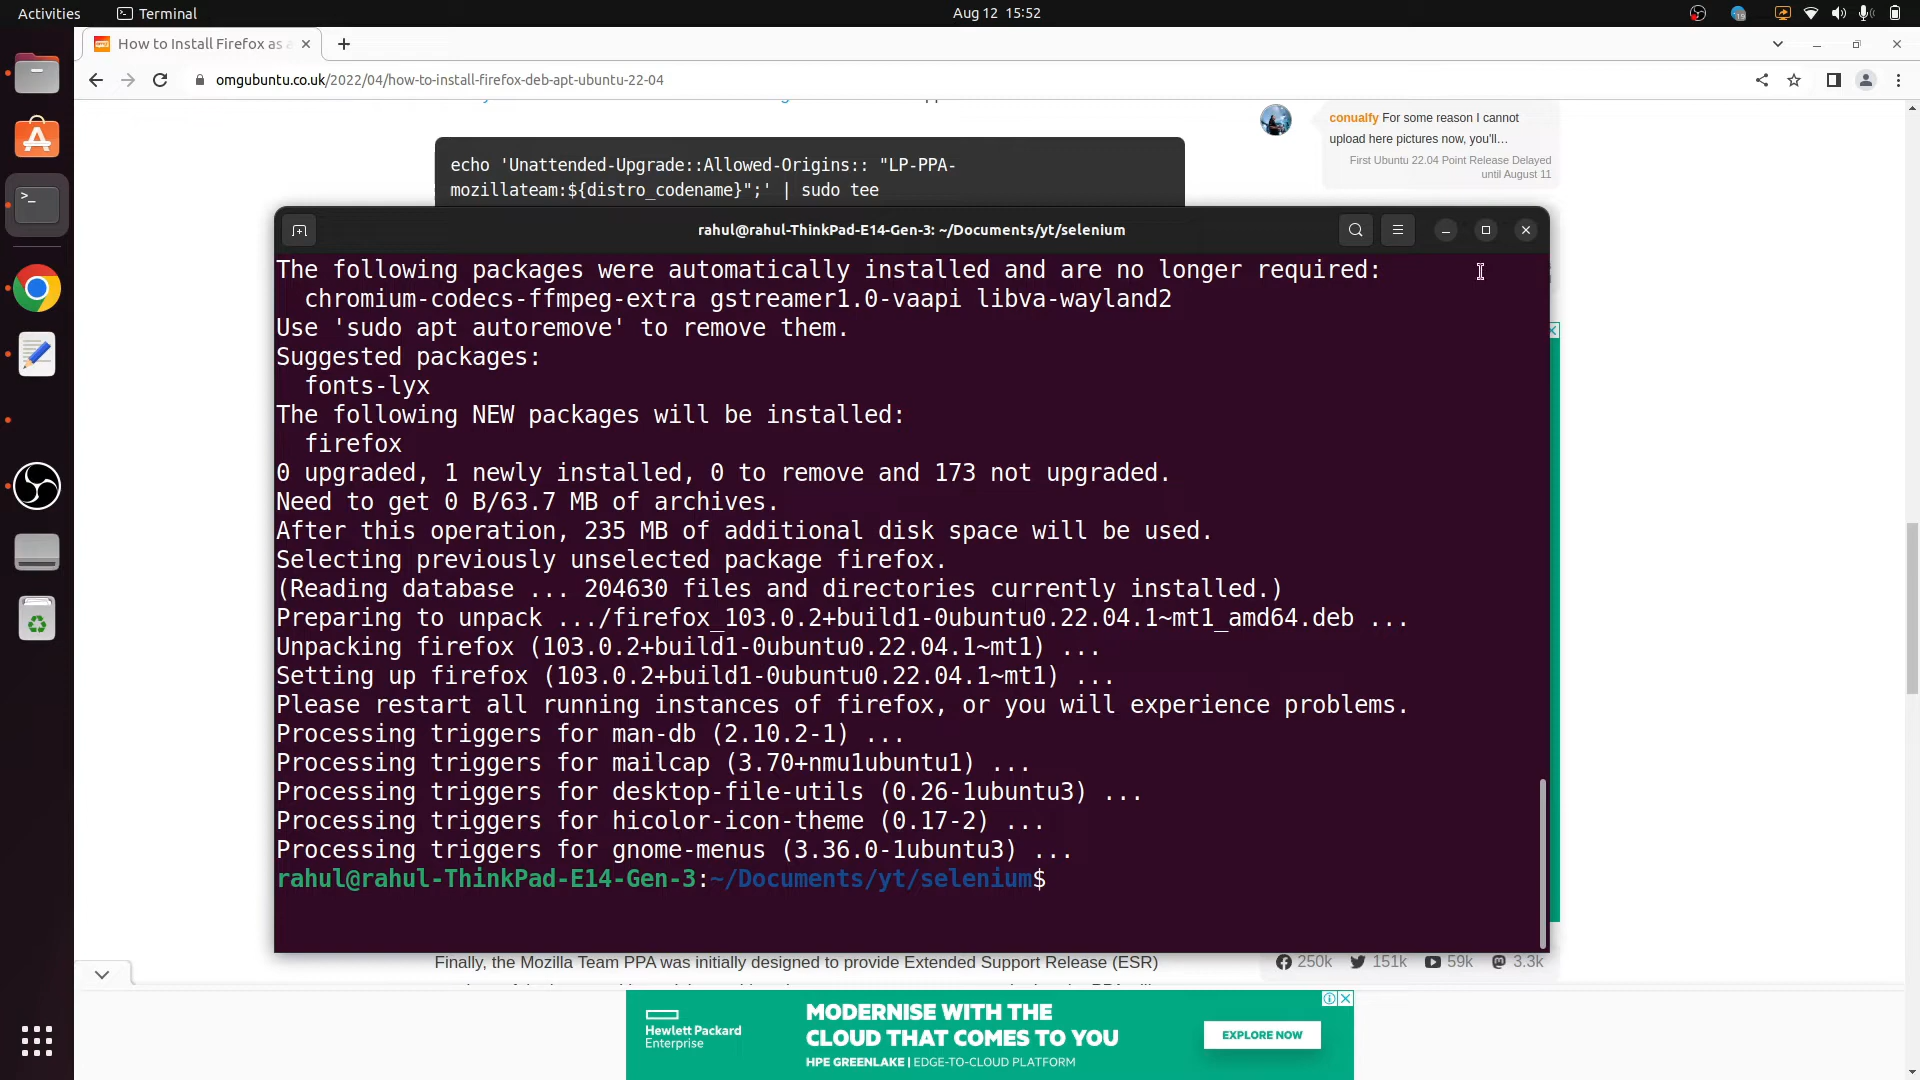 Activities
Terminal
Aug 12 15:52
How to Install Firefox as a
omgubuntu.co.uk/2022/04/how-to-install-firefox-deb-apt-ubuntu-22-04
echo 'Unattended-Upgrade::Allowed-Origins:: "LP-PPA-
mozillateam:${distro_codename}";' | sudo tee
conualfy For some reason I cannot
upload here pictures now, you'll...
First Ubuntu 22.04 Point Release Delayed
until August 11
rahul@rahul-ThinkPad-E14-Gen-3: ~/Documents/yt/selenium
The following packages were automatically installed and are no longer required:
chromium-codecs-ffmpeg-extra gstreamer1.0-vaapi libva-wayland2
Use 'sudo apt autoremove' to remove them.
Suggested packages:
fonts-lyx
The following NEW packages will be installed:
firefox
0 upgraded, 1 newly installed, 0 to remove and 173 not upgraded.
Need to get 0 B/63.7 MB of archives.
After this operation, 235 MB of additional disk space will be used.
Selecting previously unselected package firefox.
(Reading database ... 204630 files and directories currently installed.)
Preparing to unpack .../firefox_103.0.2+build1-0ubuntu0.22.04.1~mt1_amd64.deb ...
Unpacking firefox (103.0.2+build1-0ubuntu0.22.04.1~mt1) ...
Setting up firefox (103.0.2+build1-0ubuntu0.22.04.1~mt1) ...
Please restart all running instances of firefox, or you will experience problems.
Processing triggers for man-db (2.10.2-1) ...
Processing triggers for mailcap (3.70+nmu1ubuntu1) ...
Processing triggers for desktop-file-utils (0.26-1ubuntu3) ...
Processing triggers for hicolor-icon-theme (0.17-2) ...
Processing triggers for gnome-menus (3.36.0-1ubuntu3) ...
rahul@rahul-ThinkPad-E14-Gen-3:~/Documents/yt/selenium$
Finally, the Mozilla Team PPA was initially designed to provide Extended Support Release (ESR)
250k 151k 59k 3.3k
Hewlett Packard
Enterprise
MODERNISE WITH THE
CLOUD THAT COMES TO YOU
HPE GREENLAKE | EDGE-TO-CLOUD PLATFORM
EXPLORE NOW